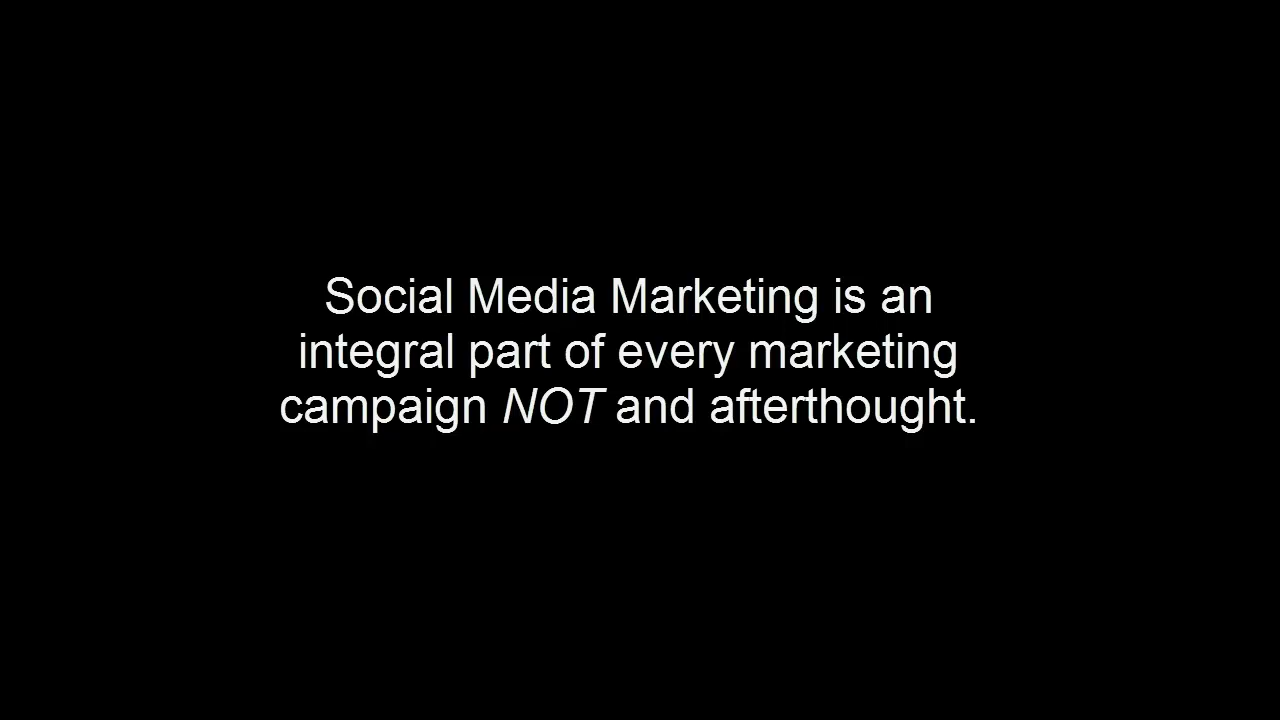 Social Media Marketing is an
integral part of every marketing
campaign NOT and afterthought.